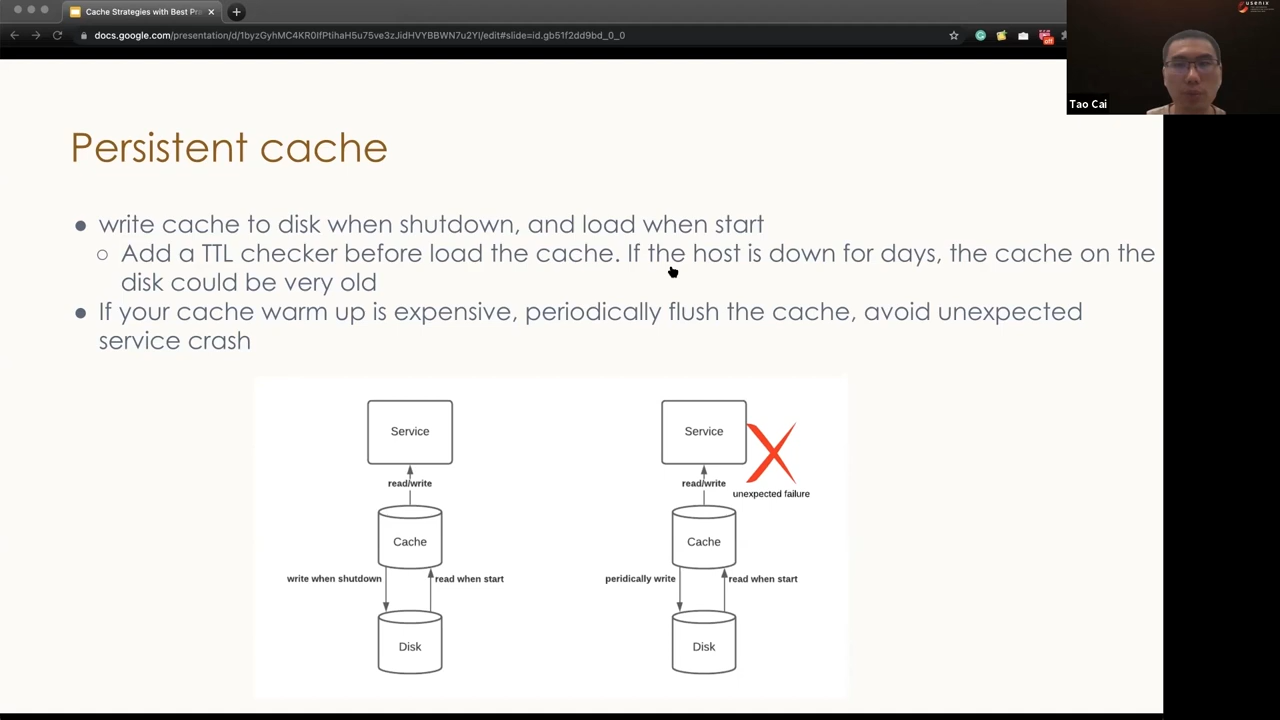 Cache Strategies with Best Pra
docs.google.com/presentation/d/1byzGyhMC4KR0IfPtihaH5u75ve3zJidHVYBBWN7u2YI/edit#slide=id.gb51f2dd9bd_0_0
off
usenix
Tao Cai
Persistent cache
● write cache to disk when shutdown, and load when start
○ Add a TTL checker before load the cache. If the host is down for days, the cache on the
disk could be very old
● If your cache warm up is expensive, periodically flush the cache, avoid unexpected
service crash
Service
read/write
Cache
write when shutdown
read when start
Disk
Service
read/write
unexpected failure
Cache
peridically write
read when start
Disk